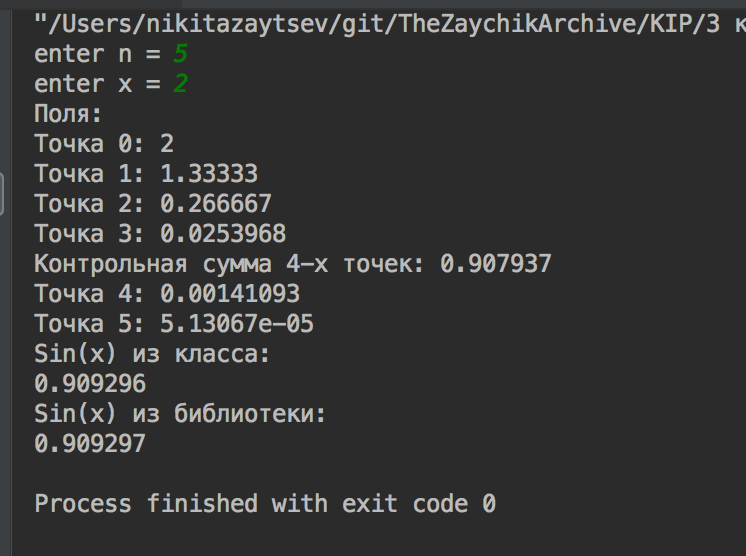 "/Users/nikitazaytsev/git/TheZaychikArchive/KIP/3 к
enter n = 5
enter x = 2
Поля:
Точка 0: 2
Точка 1: 1.33333
Точка 2: 0.266667
Точка 3: 0.0253968
Контрольная сумма 4-х точек: 0.907937
Точка 4: 0.00141093
Точка 5: 5.13067e-05
Sin(x) из класса:
0.909296
Sin(x) из библиотеки:
0.909297
Process finished with exit code 0